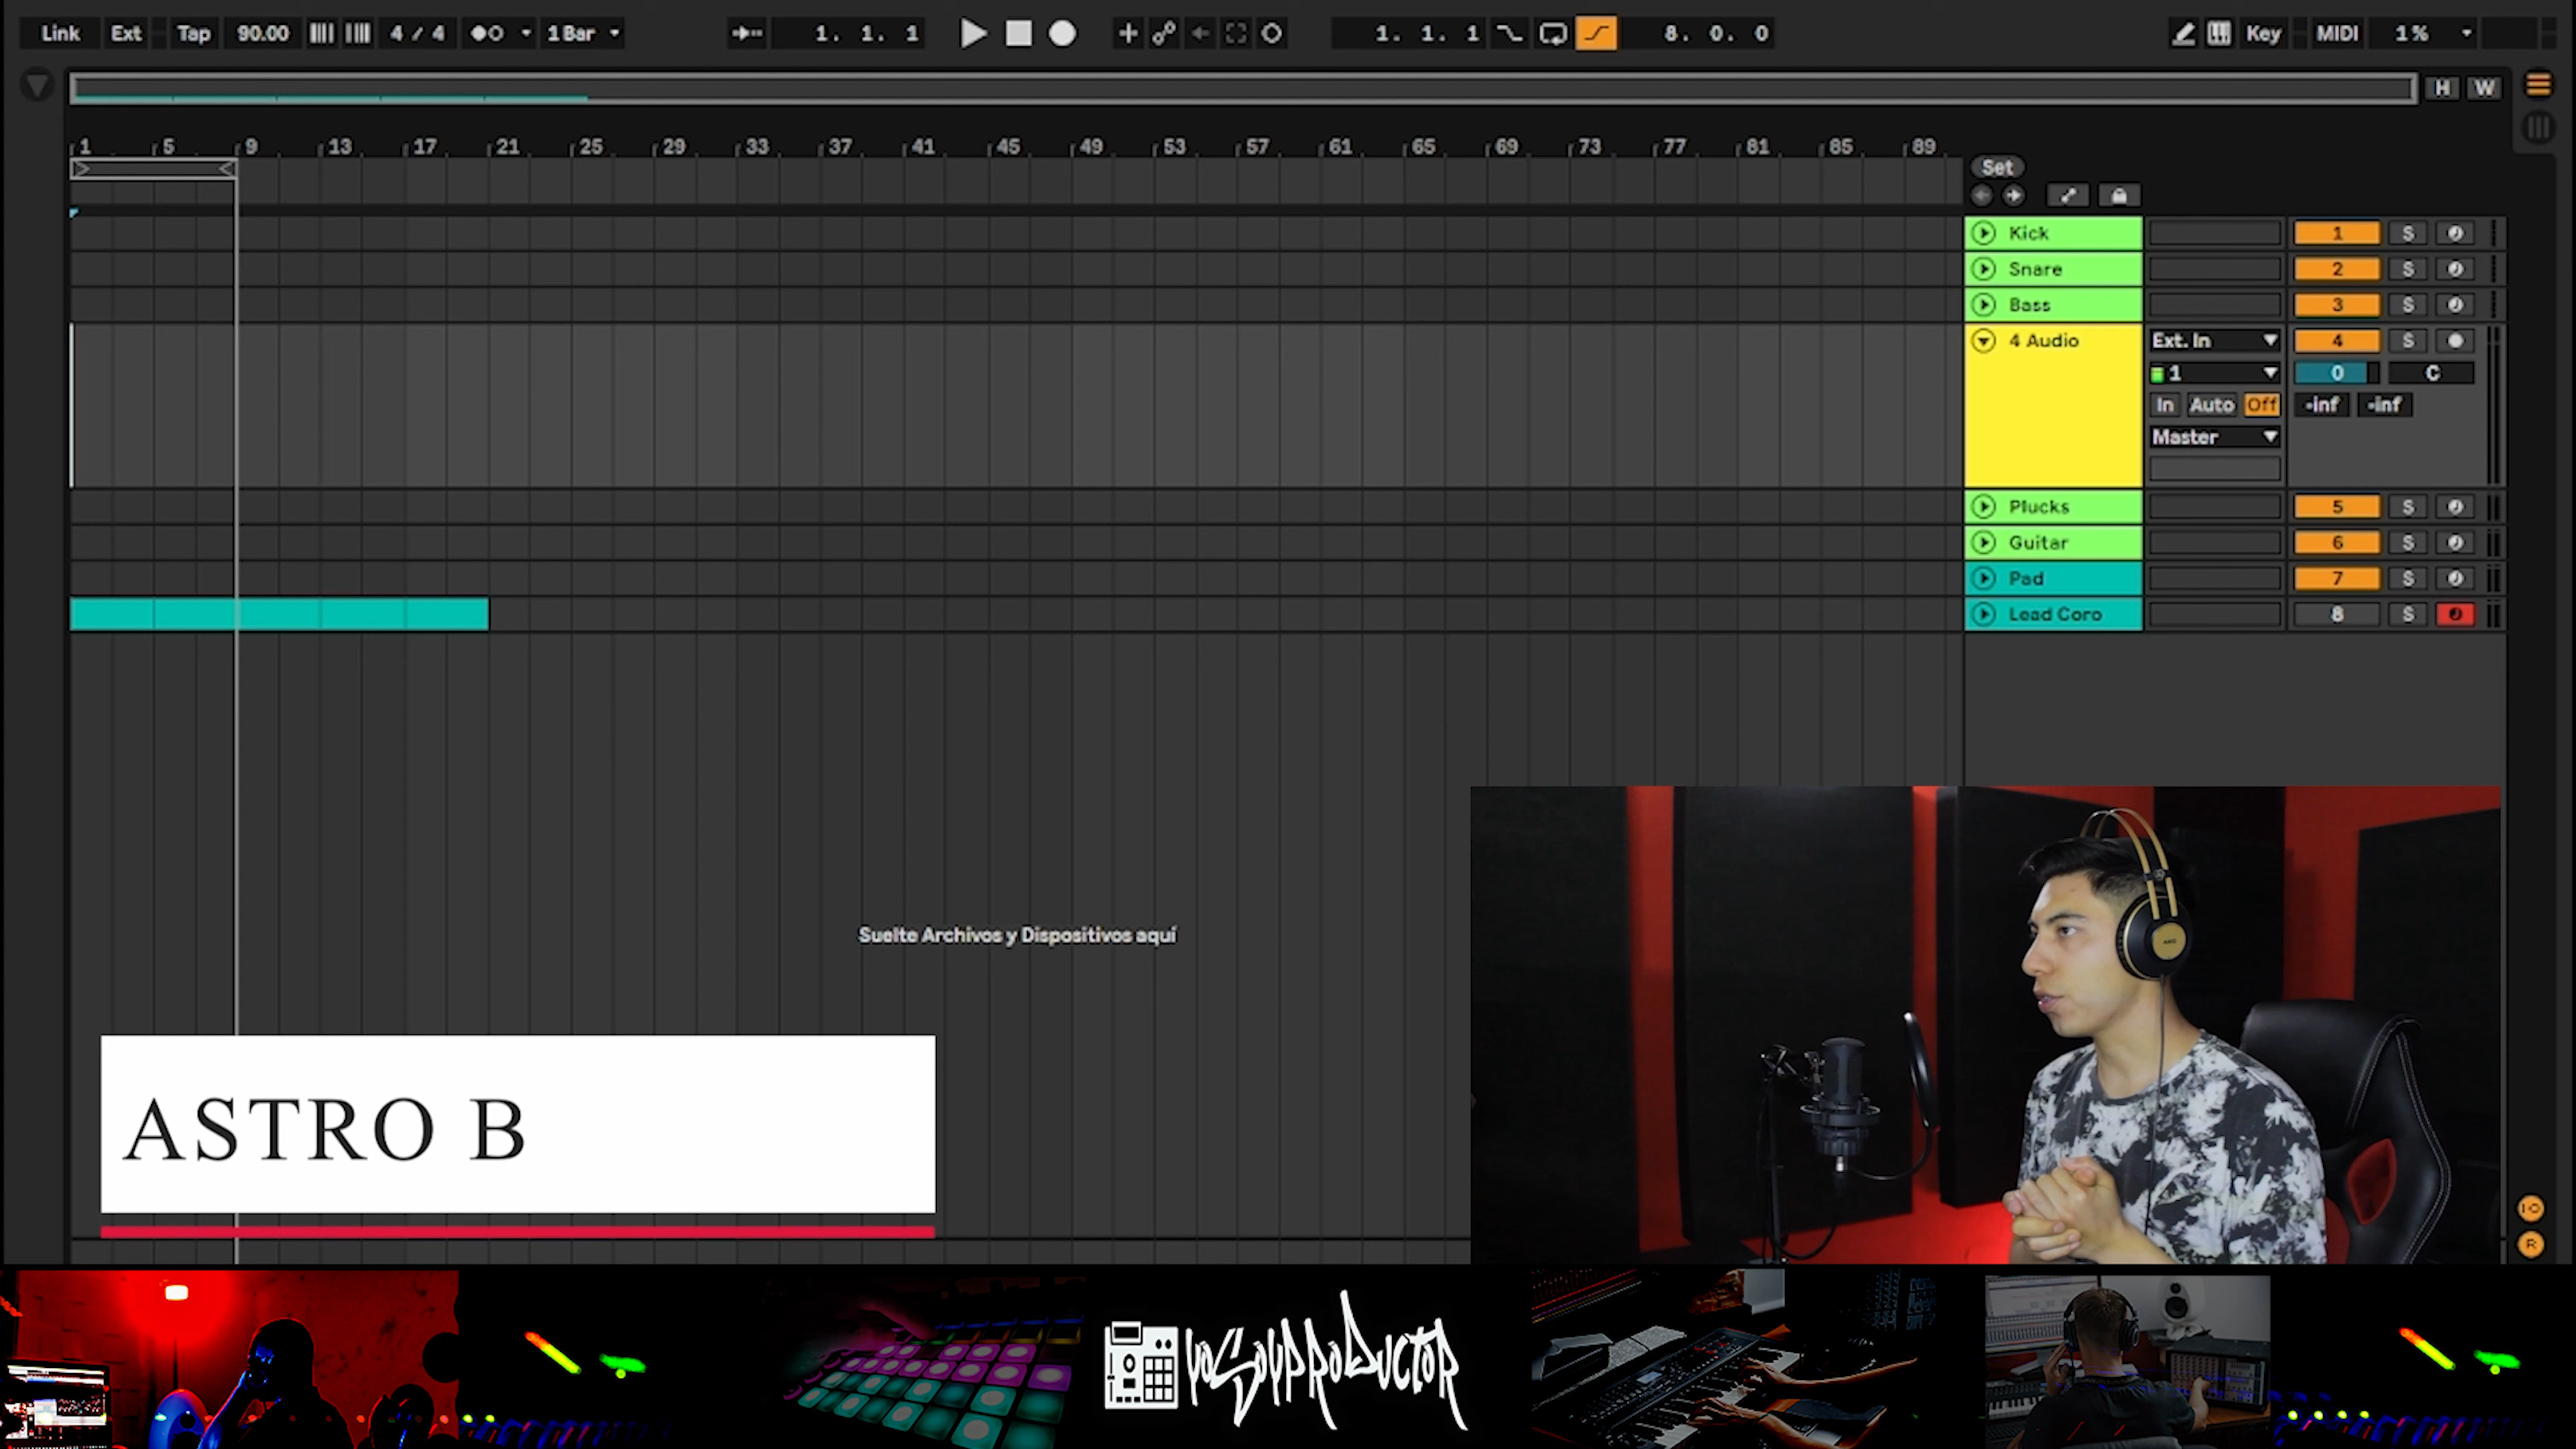 Link Ext Tap 90.00 4 / 4 1 Bar 1. 1. 1 1. 1. 1 8. 0. 0 Key MIDI 1 %
H W
1 5 9 13 17 21 25 29 33 37 41 45 49 53 57 61 65 69 73 77 81 85 89
Set
Kick 1 S
Snare 2 S
Bass 3 S
4 Audio Ext. In 4 S
1 0 C
In Auto Off -inf -inf
Master
Plucks 5 S
Guitar 6 S
Pad 7 S
Lead Coro 8 S
Suelte Archivos y Dispositivos aquí
AKG
ASTRO B
I·O
R
yoSoyproductor